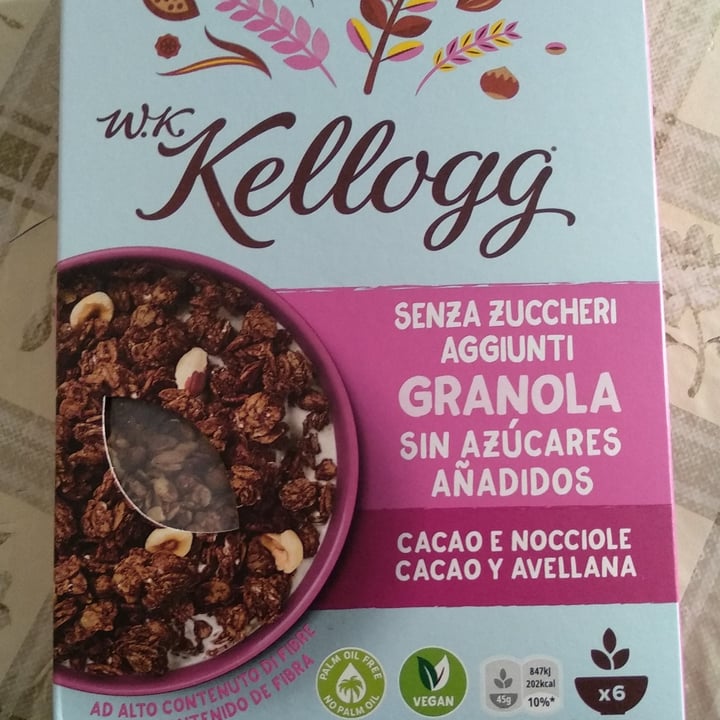 W.K.
Kellogg
SENZA ZUCCHERI
AGGIUNTI
GRANOLA
SIN AZÚCARES
AÑADIDOS
CACAO E NOCCIOLE
CACAO Y AVELLANA
AD ALTO CONTENUTO DI FIBRE
CONTENIDO DE FIBRA
PALM OIL FREE
NO PALM OIL
VEGAN
45g
847kJ
202kcal
10%*
x6